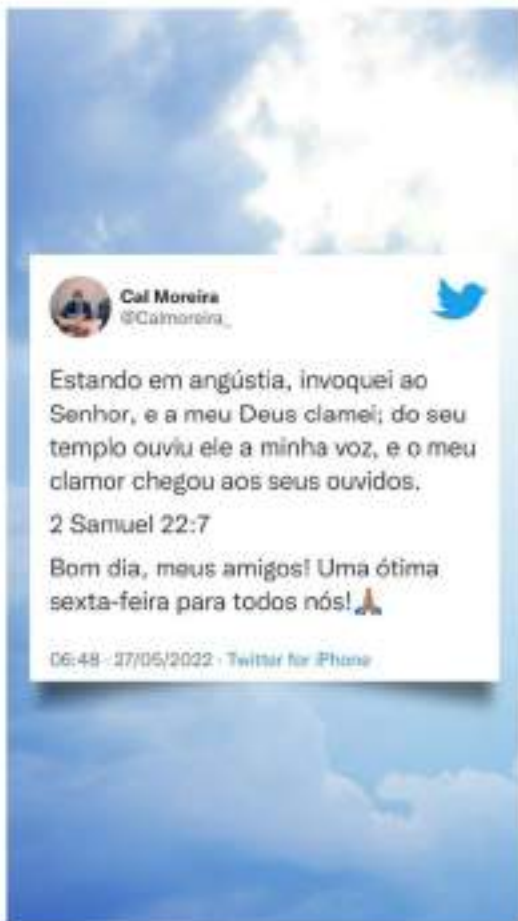 Cal Moreira
@Calmoreira_
Estando em angústia, invoquei ao
Senhor, e a meu Deus clamei; do seu
templo ouviu ele a minha voz, e o meu
clamor chegou aos seus ouvidos.
2 Samuel 22:7
Bom dia, meus amigos! Uma ótima
sexta-feira para todos nós!🙏🏽
06:48 · 27/05/2022 · Twitter for iPhone